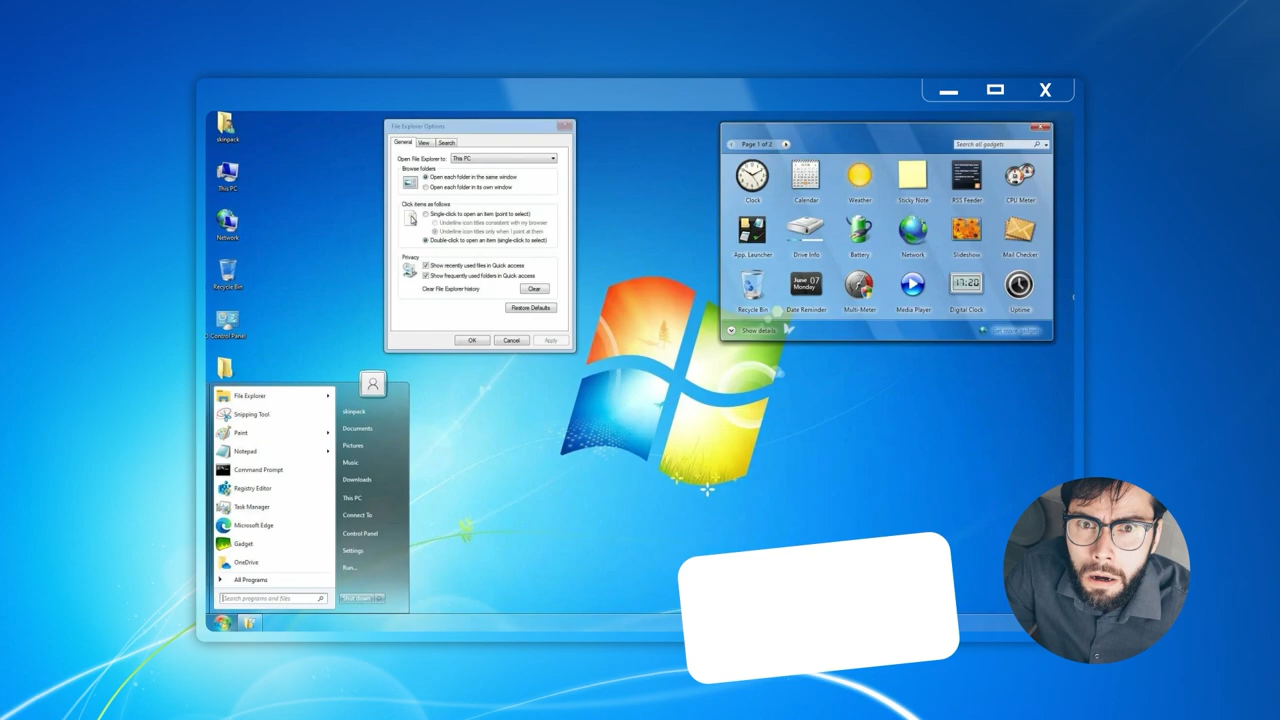 X
skinpack
This PC
Network
Recycle Bin
Control Panel
File Explorer Options
General View Search
Open File Explorer to: This PC
Browse folders
Open each folder in the same window
Open each folder in its own window
Click items as follows
Single-click to open an item (point to select)
Underline icon titles consistent with my browser
Underline icon titles only when I point at them
Double-click to open an item (single-click to select)
Privacy
Show recently used files in Quick access
Show frequently used folders in Quick access
Clear File Explorer history Clear
Restore Defaults
OK Cancel Apply
Page 1 of 2 Search all gadgets
Clock Calendar Weather Sticky Note RSS Feeder CPU Meter
App. Launcher Drive Info Battery Network Slideshow Mail Checker
June 07
Monday
17:20
Recycle Bin Date Reminder Multi-Meter Media Player Digital Clock Uptime
Show details Get more gadgets
File Explorer
Snipping Tool
Paint
Notepad
Command Prompt
Registry Editor
Task Manager
Microsoft Edge
Gadget
OneDrive
All Programs
Search programs and files
skinpack
Documents
Pictures
Music
Downloads
This PC
Connect To
Control Panel
Settings
Run...
Shut down